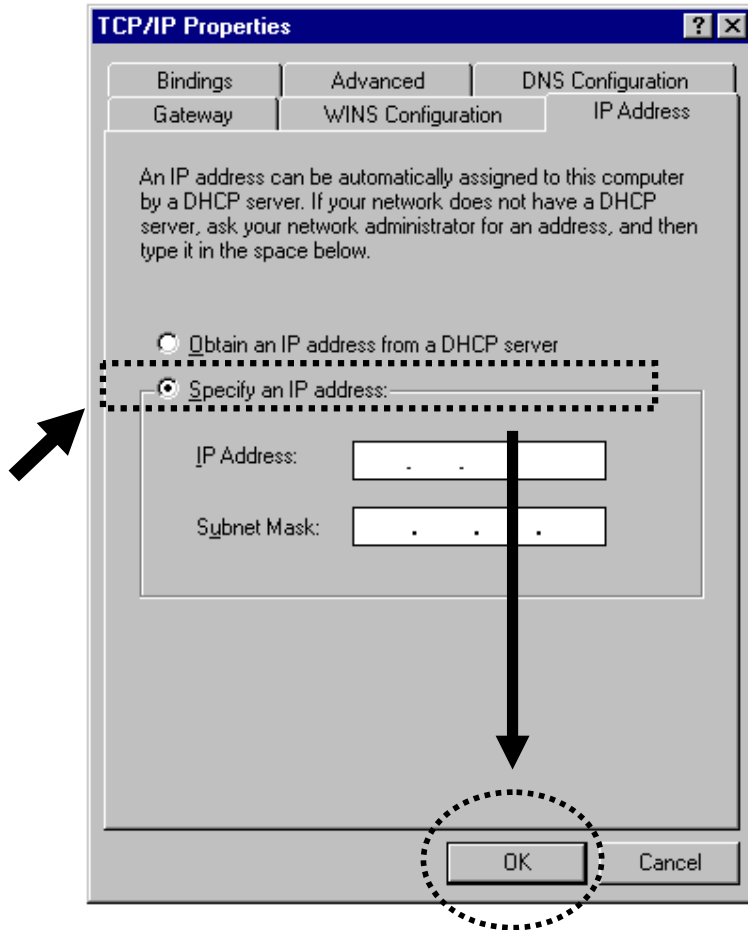 TCP/IP Properties
Bindings Advanced DNS Configuration
Gateway WINS Configuration IP Address
An IP address can be automatically assigned to this computer
by a DHCP server. If your network does not have a DHCP
server, ask your network administrator for an address, and then
type it in the space below.
Obtain an IP address from a DHCP server
Specify an IP address:
IP Address: . .
Subnet Mask: . . .
OK Cancel